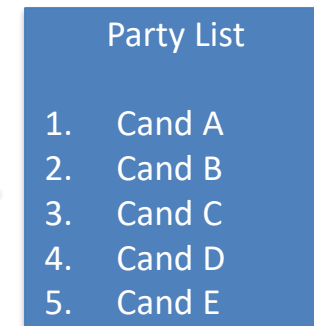 Party List
1. Cand A
2. Cand B
3. Cand C
4. Cand D
5. Cand E